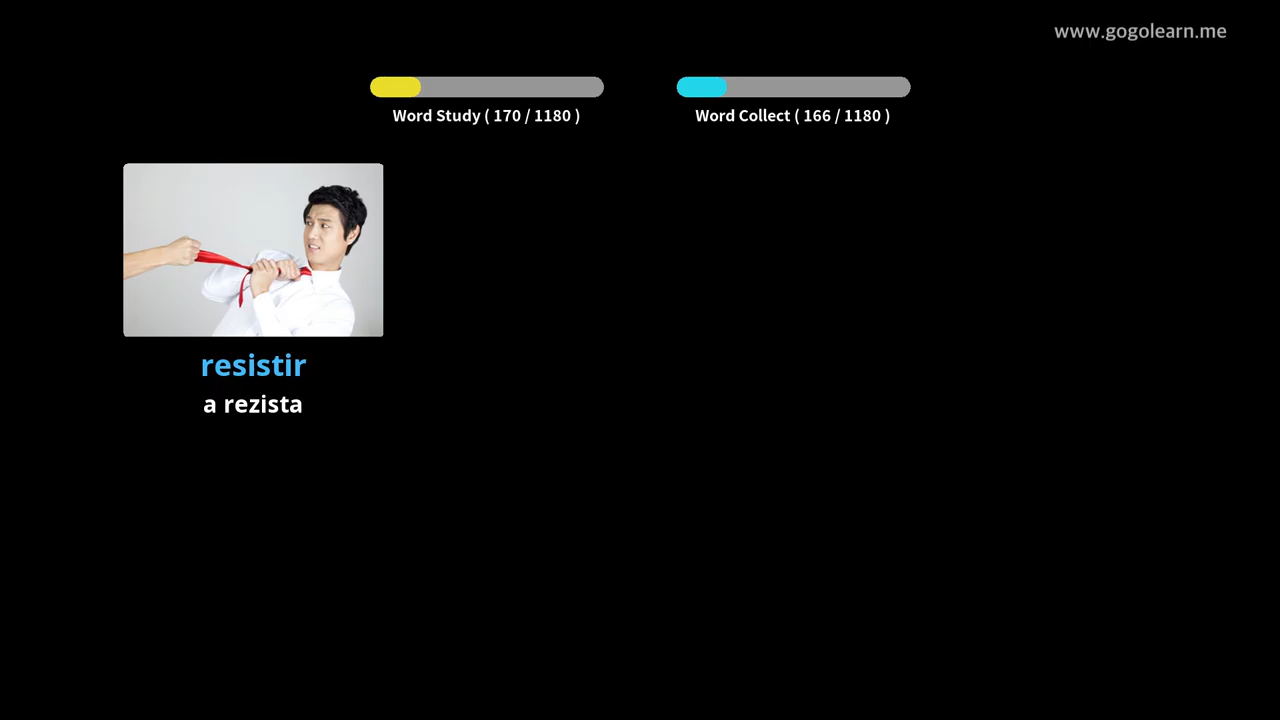 www.gogolearn.me
Word Study ( 170 / 1180 )
Word Collect ( 166 / 1180 )
resistir
a rezista